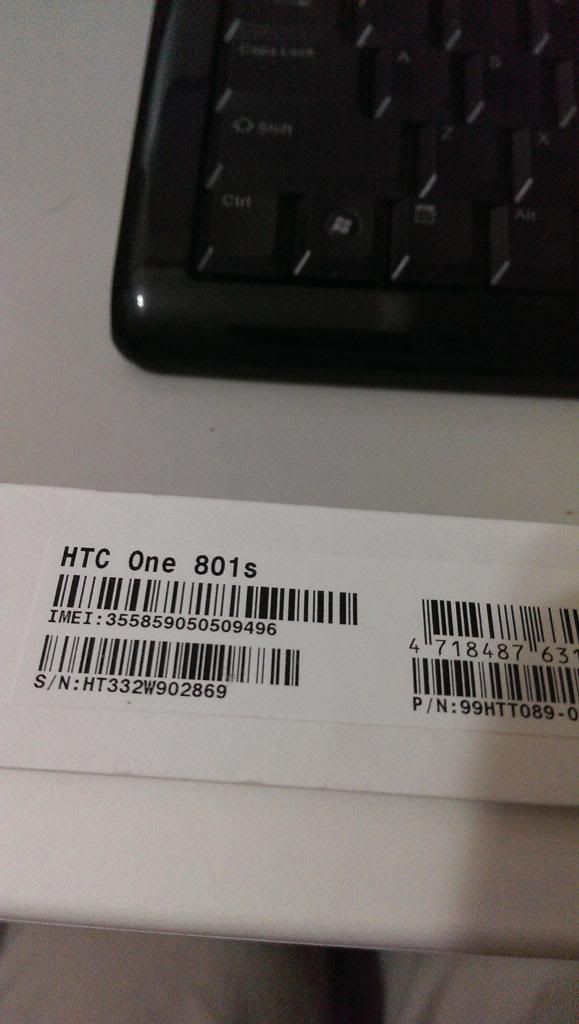 Caps Lock
A
S
Shift
Z
X
Ctrl
Alt
HTC One 801s
IMEI:355859050509496
4 718487 631
S/N:HT332W902869
P/N:99HTT089-0